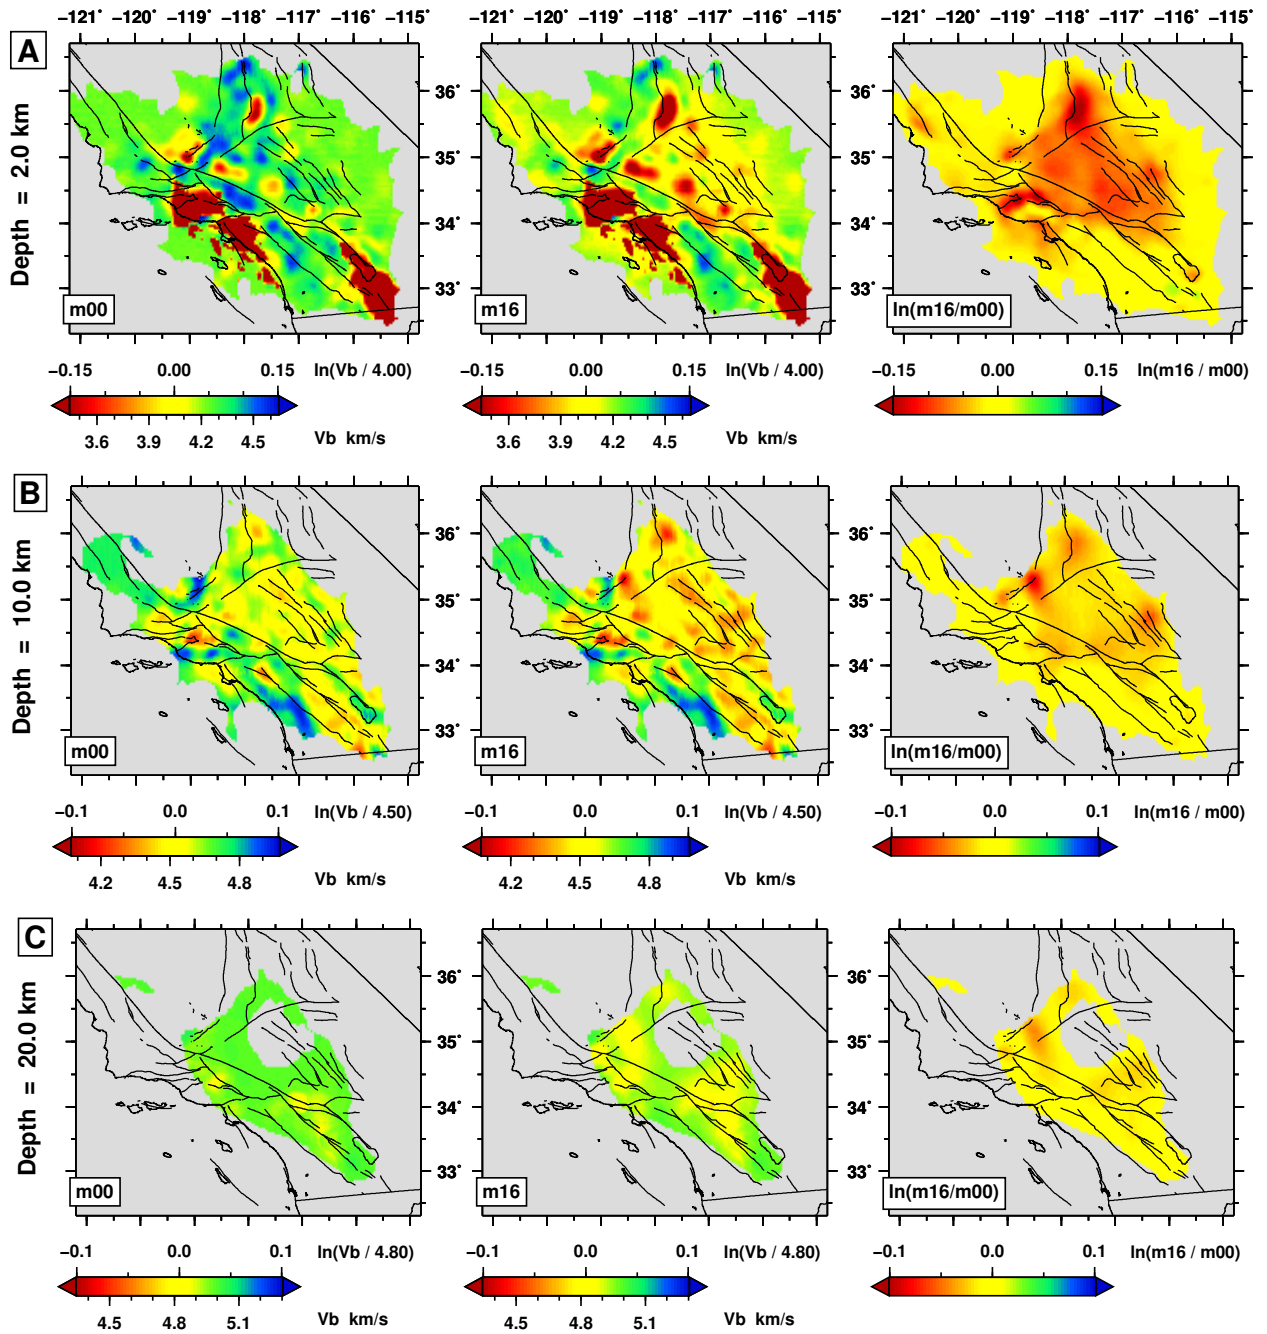 −121° −120° −119° −118° −117° −116° −115° −121° −120° −119° −118° −117° −116° −115° −121° −120° −119° −118° −117° −116° −115°
A
Depth = 2.0 km
36° 36°
35° 35°
34° 34°
33° 33°
m00 m16 ln(m16/m00)
−0.15 0.00 0.15 ln(Vb / 4.00) −0.15 0.00 0.15 ln(Vb / 4.00) −0.15 0.00 0.15 ln(m16 / m00)
3.6 3.9 4.2 4.5 Vb km/s 3.6 3.9 4.2 4.5 Vb km/s
B
Depth = 10.0 km
36° 36°
35° 35°
34° 34°
33° 33°
m00 m16 ln(m16/m00)
−0.1 0.0 0.1 ln(Vb / 4.50) −0.1 0.0 0.1 ln(Vb / 4.50) −0.1 0.0 0.1 ln(m16 / m00)
4.2 4.5 4.8 Vb km/s 4.2 4.5 4.8 Vb km/s
C
Depth = 20.0 km
36° 36°
35° 35°
34° 34°
33° 33°
m00 m16 ln(m16/m00)
−0.1 0.0 0.1 ln(Vb / 4.80) −0.1 0.0 0.1 ln(Vb / 4.80) −0.1 0.0 0.1 ln(m16 / m00)
4.5 4.8 5.1 Vb km/s 4.5 4.8 5.1 Vb km/s